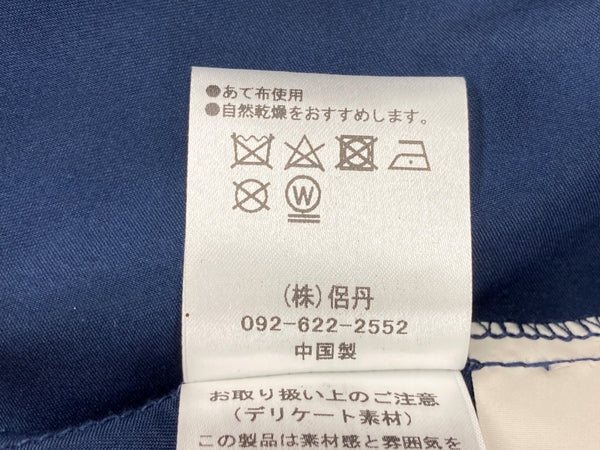 ●あて布使用
●自然乾燥をおすすめします。
W
(株)侶丹
092-622-2552
中国製
お取り扱い上のご注意
(デリケート素材)
この製品は素材感と雰囲気を